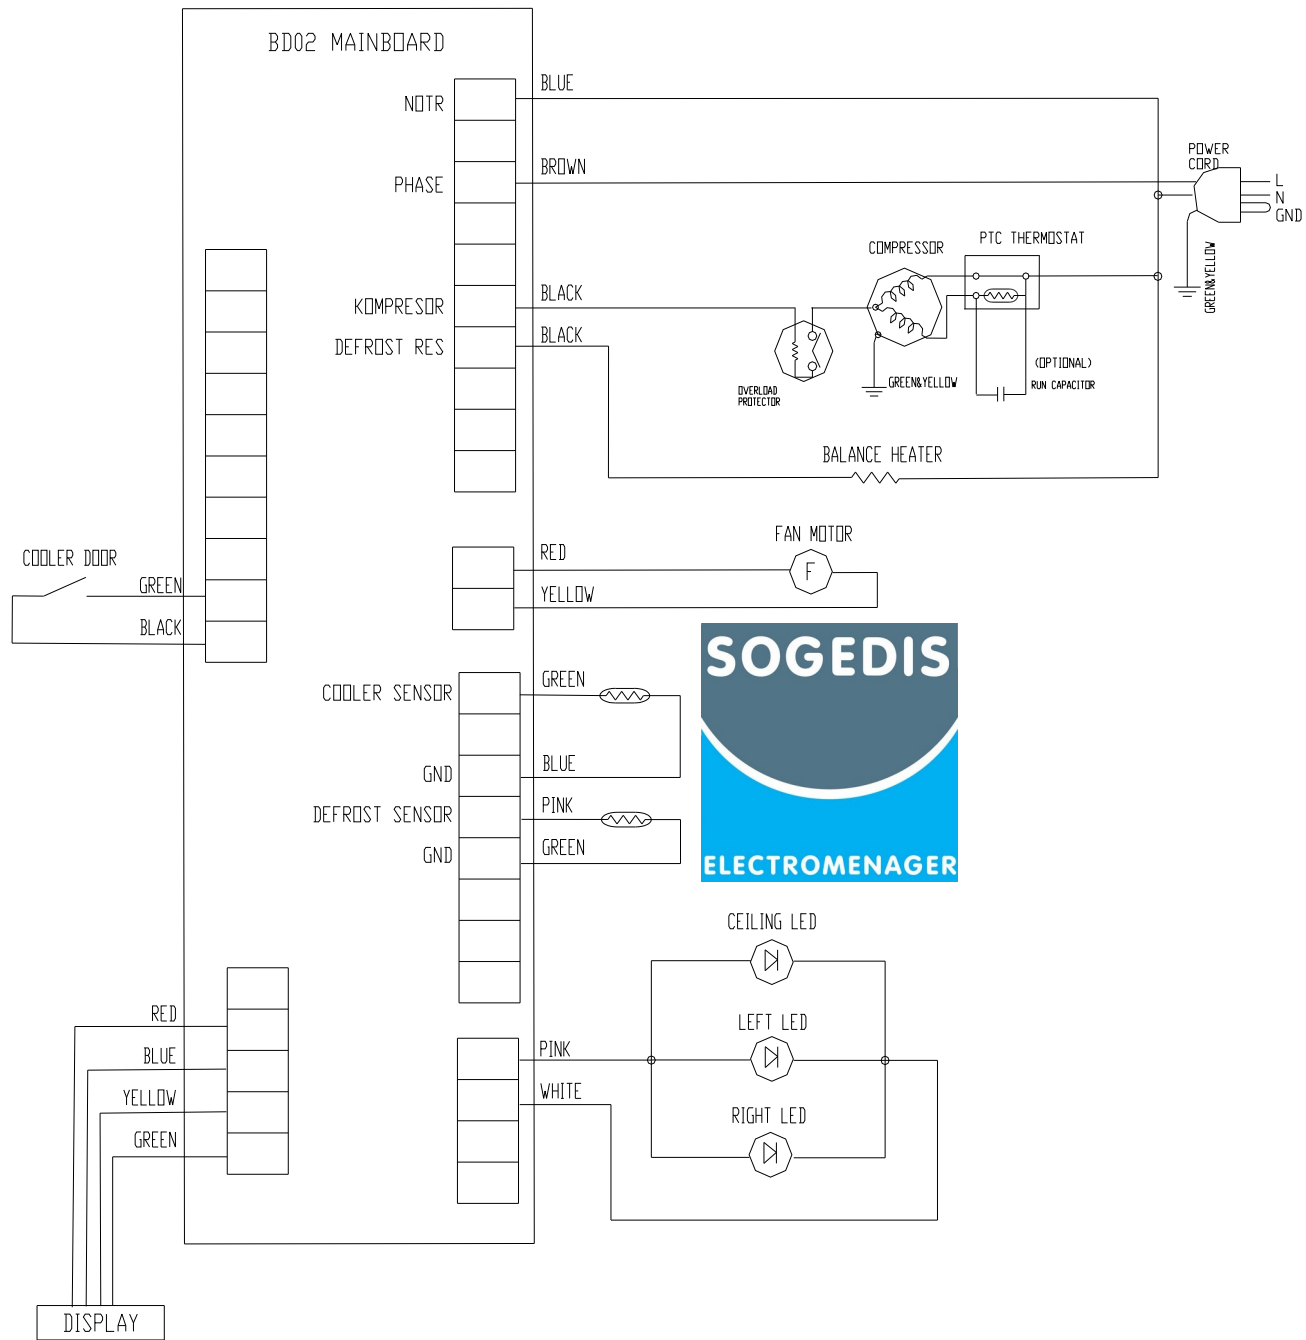 BD02 MAINBOARD
BLUE
NOTR
BROWN
PHASE
POWER
CORD
L
N
GND
GREEN&YELLOW
COMPRESSOR
PTC THERMOSTAT
BLACK
KOMPRESOR
BLACK
DEFROST RES
OVERLOAD
PROTECTOR
GREEN&YELLOW
(OPTIONAL)
RUN CAPACITOR
BALANCE HEATER
FAN MOTOR
RED
F
YELLOW
COOLER DOOR
GREEN
BLACK
SOGEDIS
ELECTROMENAGER
GREEN
COOLER SENSOR
BLUE
GND
PINK
DEFROST SENSOR
GREEN
GND
CEILING LED
LEFT LED
RIGHT LED
PINK
WHITE
RED
BLUE
YELLOW
GREEN
DISPLAY